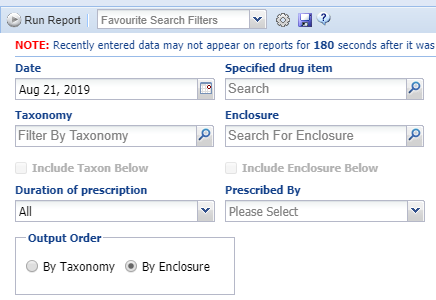 Run Report Favourite Search Filters
NOTE: Recently entered data may not appear on reports for 180 seconds after it was
Date Specified drug item
Aug 21, 2019 Search
Taxonomy Enclosure
Filter By Taxonomy Search For Enclosure
Include Taxon Below Include Enclosure Below
Duration of prescription Prescribed By
All Please Select
Output Order
By Taxonomy By Enclosure